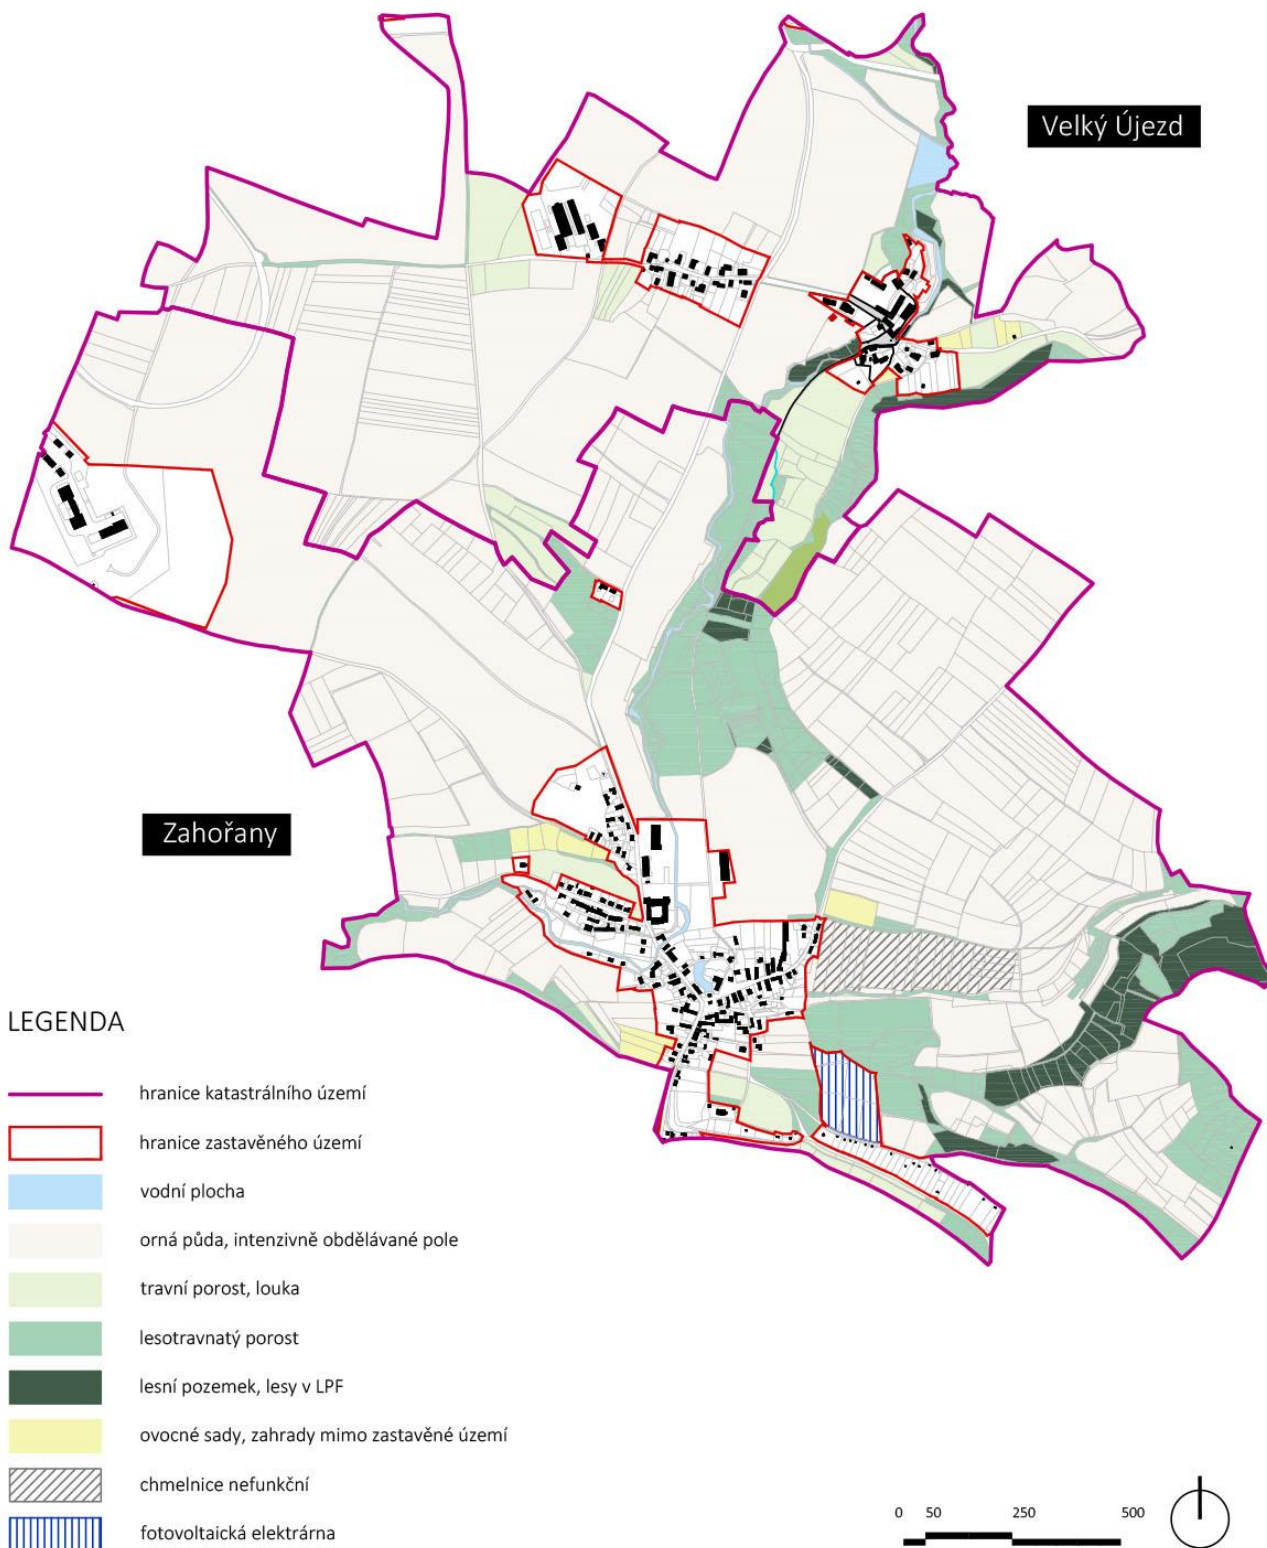 Velký Újezd
Zahořany
LEGENDA
hranice katastrálního území
hranice zastavěného území
vodní plocha
orná půda, intenzivně obdělávané pole
travní porost, louka
lesotravnatý porost
lesní pozemek, lesy v LPF
ovocné sady, zahrady mimo zastavěné území
chmelnice nefunkční
fotovoltaická elektrárna
0 50 250 500